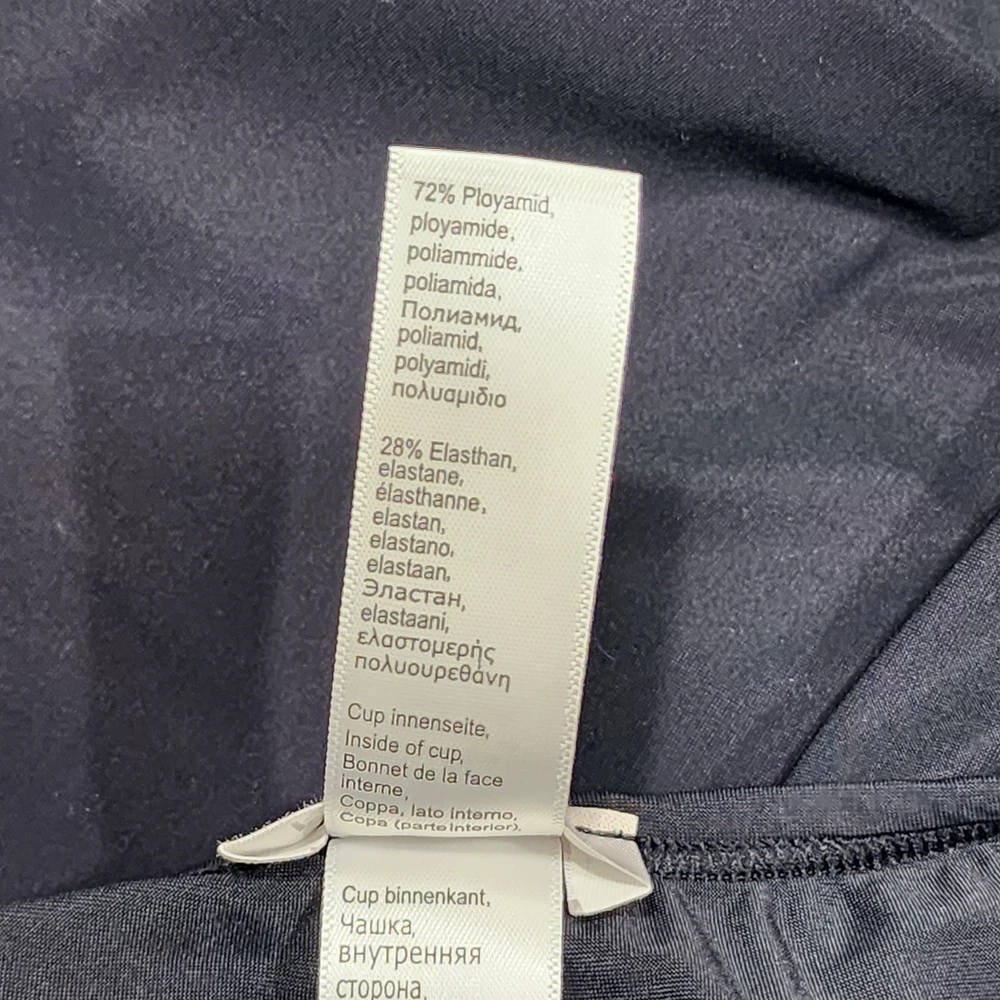 72% Ployamid,
ployamide,
poliammide,
poliamida,
Полиамид,
poliamid,
polyamidi,
πολυαμιδιο
28% Elasthan,
elastane,
élasthanne,
elastan,
elastano,
elastaan,
Эластан,
elastaani,
ελαστομερής
πολυουρεθάνη
Cup innenseite,
Inside of cup,
Bonnet de la face
interne,
Coppa, lato interno,
Copa (parte interior),
Cup binnenkant,
Чашка,
внутренняя
сторона,